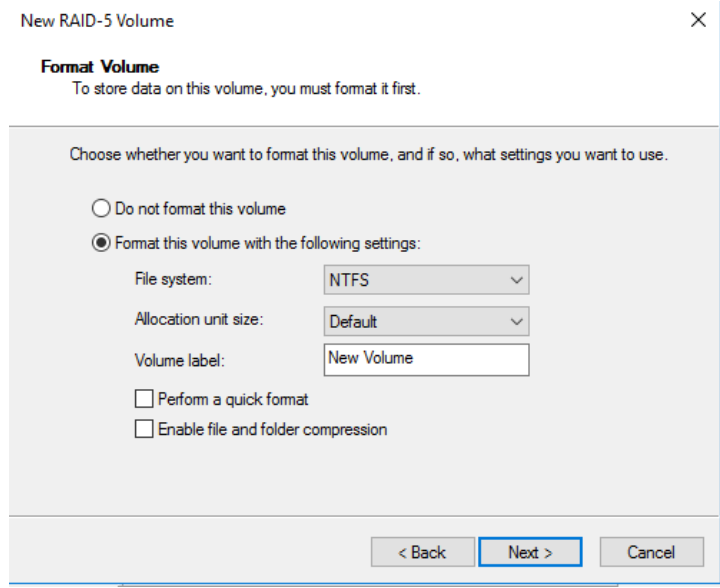 New RAID-5 Volume
Format Volume
To store data on this volume, you must format it first.
Choose whether you want to format this volume, and if so, what settings you want to use.
Do not format this volume
Format this volume with the following settings:
File system: NTFS
Allocation unit size: Default
Volume label: New Volume
Perform a quick format
Enable file and folder compression
< Back Next > Cancel